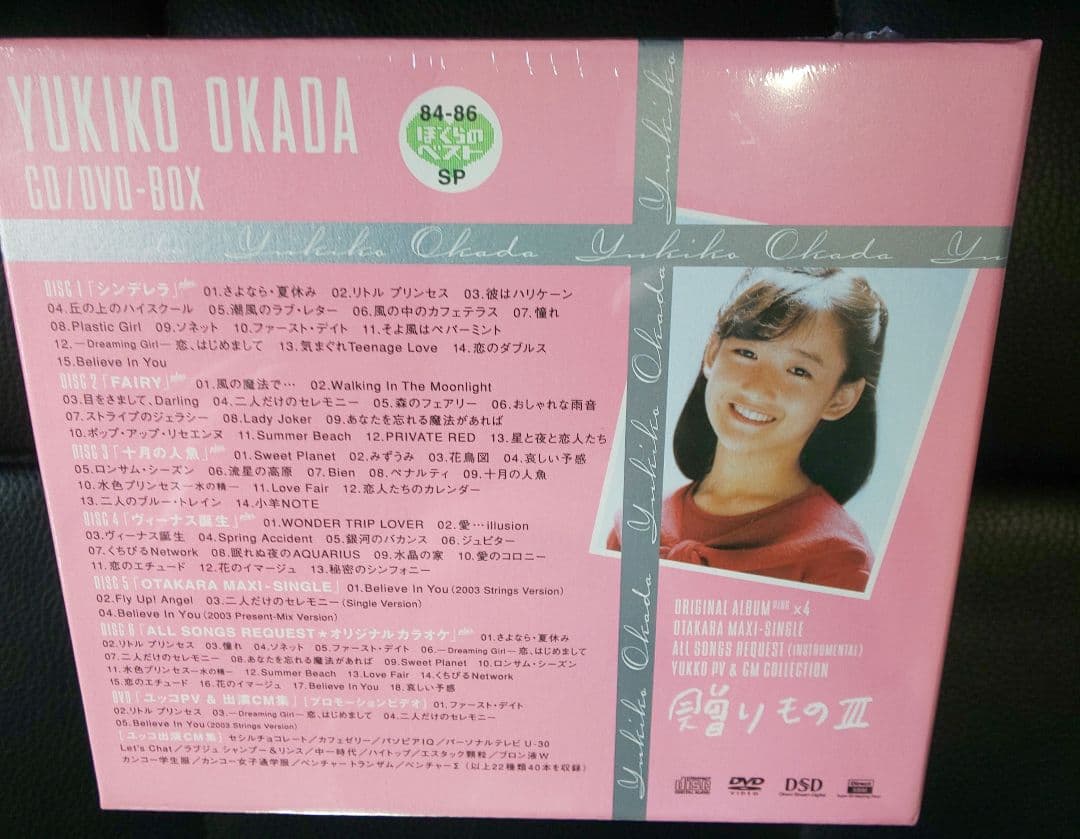 YUKIKO OKADA
CD/DVD-BOX
84-86
ぼくらの
ベスト
SP
Yukiko Okada Yukiko Okada
Yukiko Okada Yukiko Okada Yukiko
DISC 1「シンデレラ」plus 01.さよなら・夏休み 02.リトル プリンセス 03.彼はハリケーン
04.丘の上のハイスクール 05.潮風のラブ・レター 06.風の中のカフェテラス 07.憧れ
08.Plastic Girl 09.ソネット 10.ファースト・デイト 11.そよ風はペパーミント
12.―Dreaming Girl― 恋、はじめまして 13.気まぐれTeenage Love 14.恋のダブルス
15.Believe In You
DISC 2「FAIRY」plus 01.風の魔法で… 02.Walking In The Moonlight
03.目をさまして、Darling 04.二人だけのセレモニー 05.森のフェアリー 06.おしゃれな雨音
07.ストライプのジェラシー 08.Lady Joker 09.あなたを忘れる魔法があれば
10.ポップ・アップ・リセエンヌ 11.Summer Beach 12.PRIVATE RED 13.星と夜と恋人たち
DISC 3「十月の人魚」plus 01.Sweet Planet 02.みずうみ 03.花鳥図 04.哀しい予感
05.ロンサム・シーズン 06.流星の高原 07.Bien 08.ペナルティ 09.十月の人魚
10.水色プリンセス―水の精― 11.Love Fair 12.恋人たちのカレンダー
13.二人のブルー・トレイン 14.小羊NOTE
DISC 4「ヴィーナス誕生」plus 01.WONDER TRIP LOVER 02.愛…illusion
03.ヴィーナス誕生 04.Spring Accident 05.銀河のバカンス 06.ジュピター
07.くちびるNetwork 08.眠れぬ夜のAQUARIUS 09.水晶の家 10.愛のコロニー
11.恋のエチュード 12.花のイマージュ 13.秘密のシンフォニー
DISC 5「OTAKARA MAXI-SINGLE」 01.Believe In You (2003 Strings Version)
02.Fly Up! Angel 03.二人だけのセレモニー (Single Version)
04.Believe In You (2003 Present-Mix Version)
DISC 6「ALL SONGS REQUEST★オリジナルカラオケ」plus 01.さよなら・夏休み
02.リトル プリンセス 03.憧れ 04.ソネット 05.ファースト・デイト 06.―Dreaming Girl― 恋、はじめまして
07.二人だけのセレモニー 08.あなたを忘れる魔法があれば 09.Sweet Planet 10.ロンサム・シーズン
11.水色プリンセス―水の精― 12.Summer Beach 13.Love Fair 14.くちびるNetwork
15.恋のエチュード 16.花のイマージュ 17.Believe In You 18.哀しい予感
DVD「ユッコPV & 出演CM集」[プロモーションビデオ] 01.ファースト・デイト
02.リトル プリンセス 03.―Dreaming Girl― 恋、はじめまして 04.二人だけのセレモニー
05.Believe In You (2003 Strings Version)
[ユッコ出演CM集] セシルチョコレート/カフェゼリー/パソピアIQ/パーソナルテレビ U-30
Let's Chat/ラブジュ シャンプー&リンス/中一時代/ハイトップ/エスタック顆粒/ブロン液W
カンコー学生服/カンコー女子通学服/ベンチャートランザム/ベンチャーΣ (以上22種類40本を収録)
ORIGINAL ALBUM plus ×4
OTAKARA MAXI-SINGLE
ALL SONGS REQUEST (INSTRUMENTAL)
YUKKO PV & CM COLLECTION
贈りものIII
COMPACT disc DIGITAL AUDIO
DVD VIDEO
DSD Direct Stream Digital